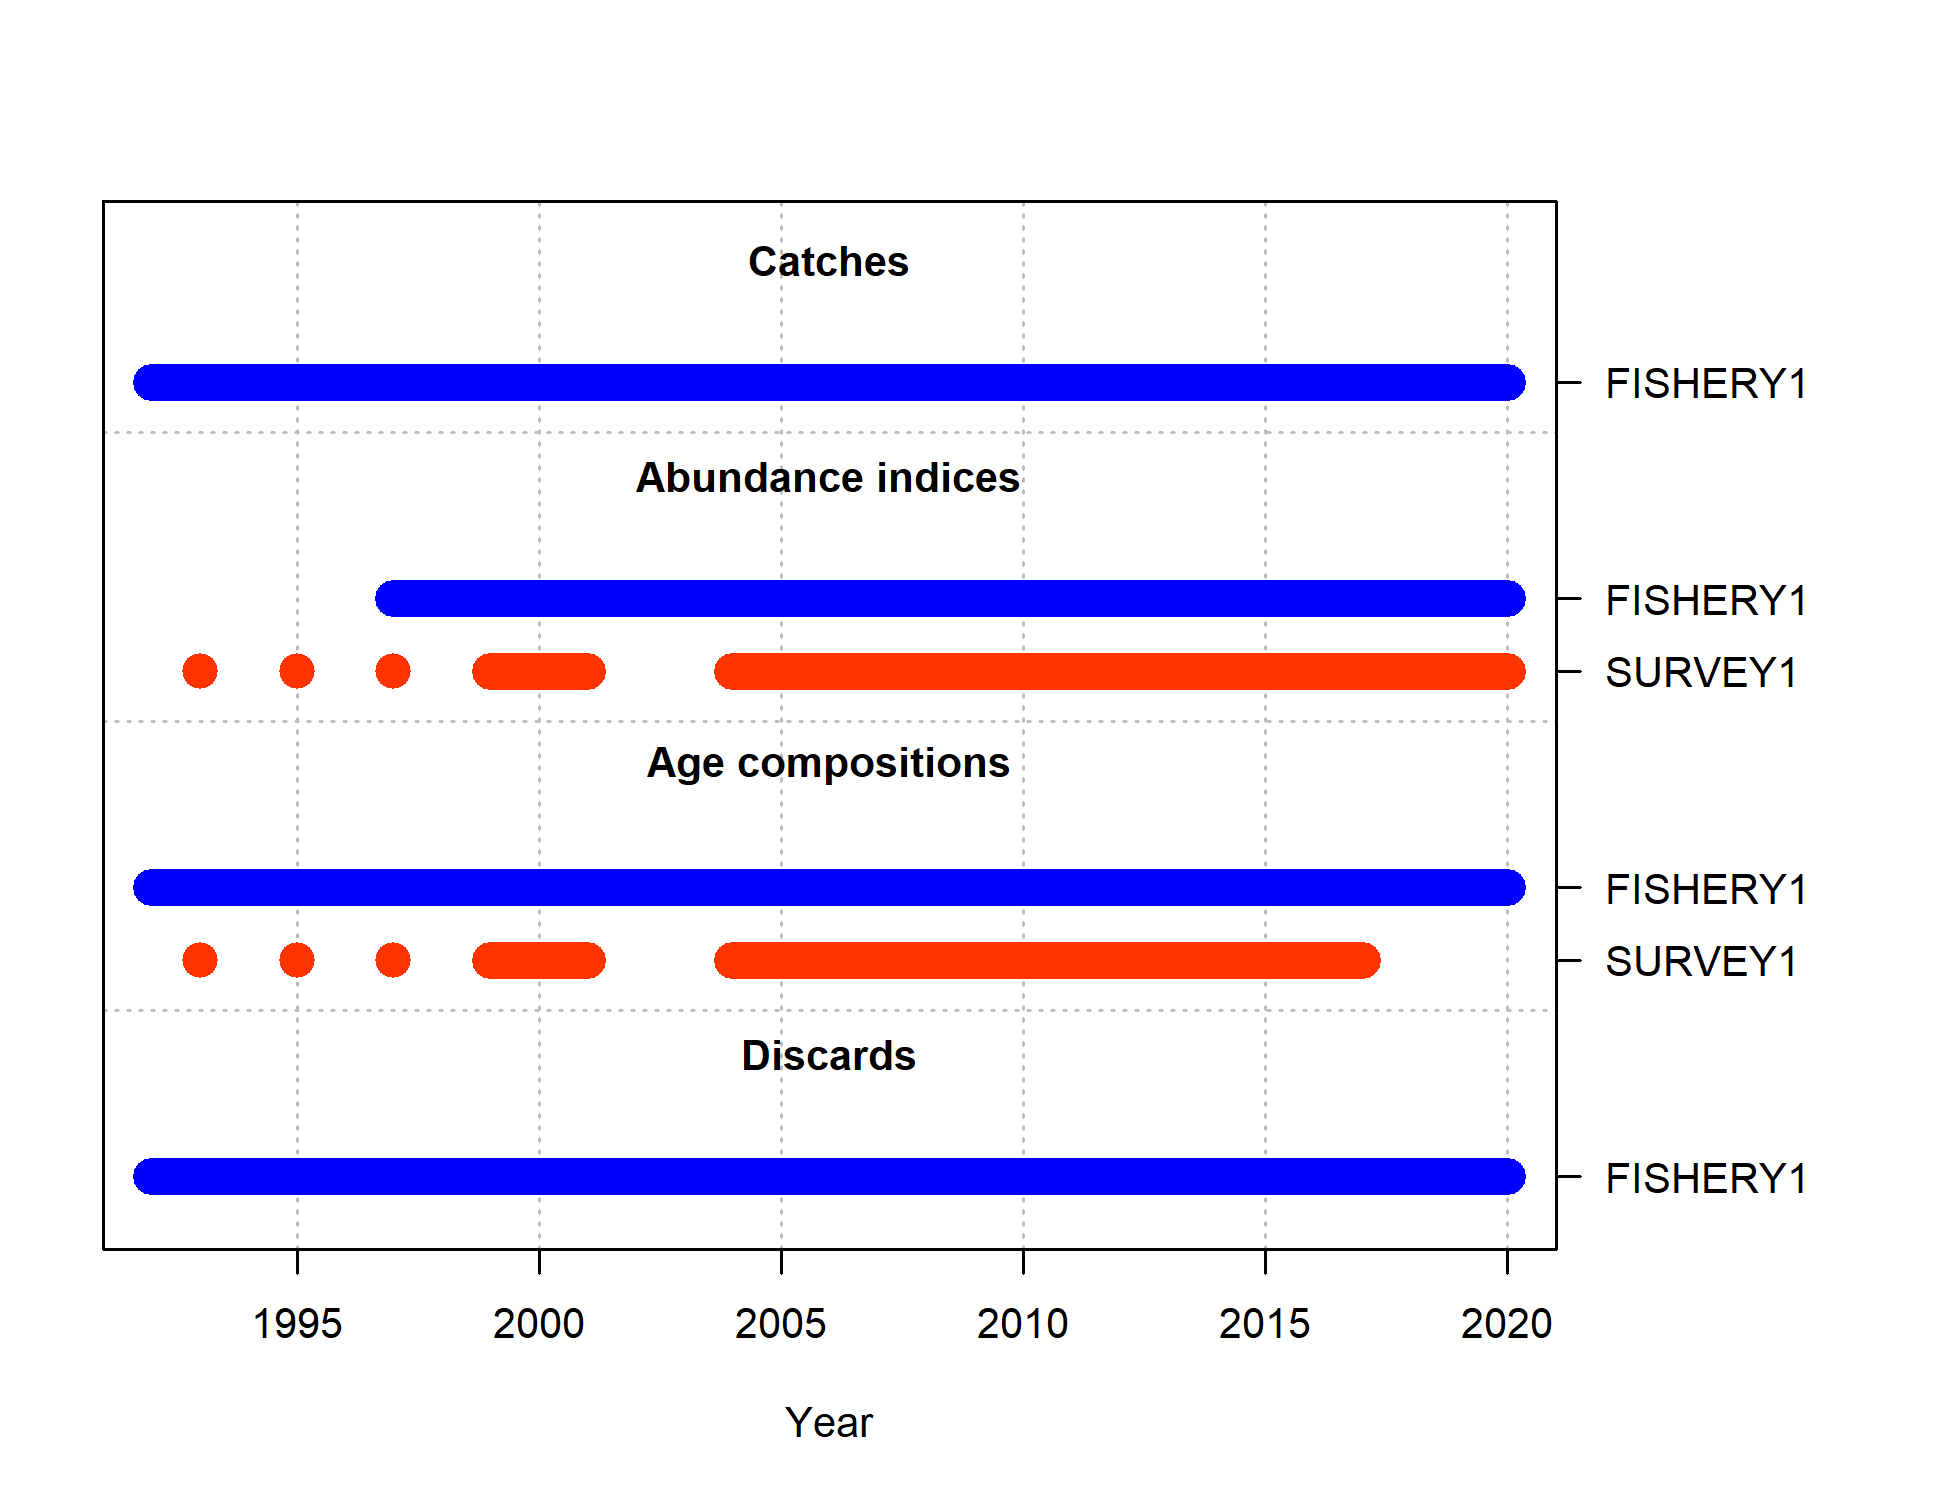 Catches
FISHERY1
Abundance indices
FISHERY1
SURVEY1
Age compositions
FISHERY1
SURVEY1
Discards
FISHERY1
1995 2000 2005 2010 2015 2020
Year